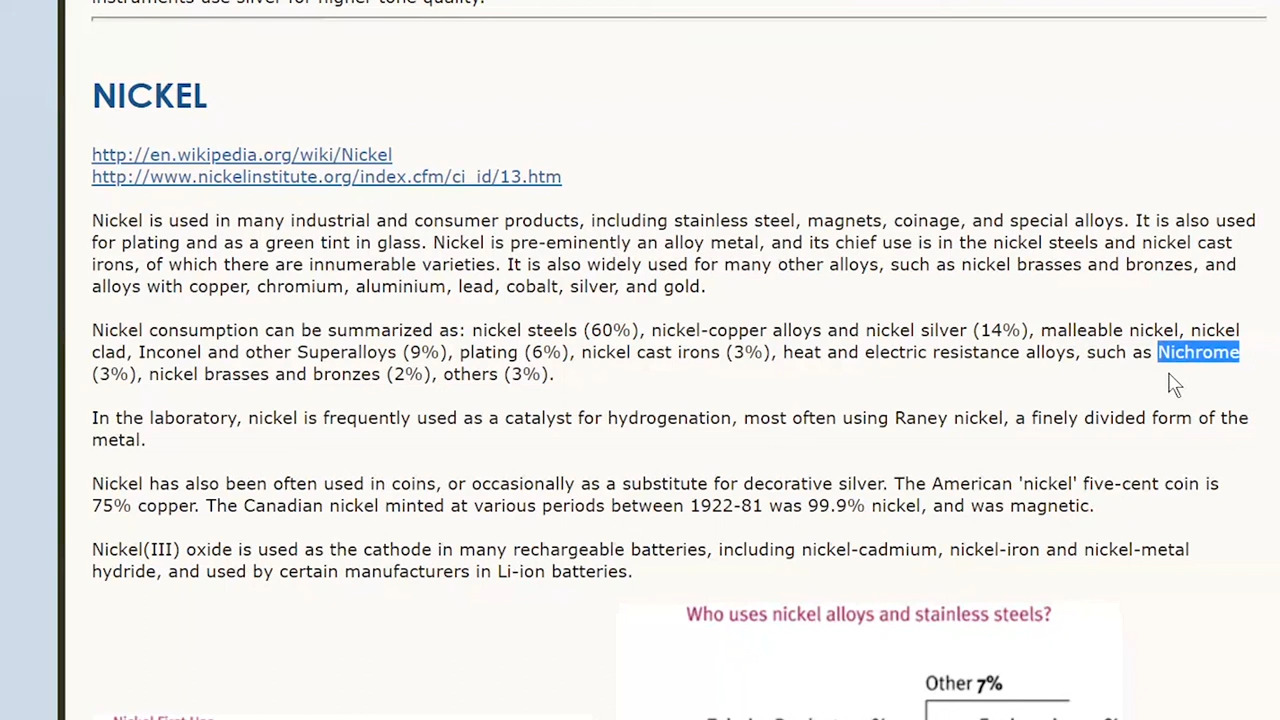 instruments use silver for higher tone quality.
NICKEL
http://en.wikipedia.org/wiki/Nickel
http://www.nickelinstitute.org/index.cfm/ci_id/13.htm
Nickel is used in many industrial and consumer products, including stainless steel, magnets, coinage, and special alloys. It is also used
for plating and as a green tint in glass. Nickel is pre-eminently an alloy metal, and its chief use is in the nickel steels and nickel cast
irons, of which there are innumerable varieties. It is also widely used for many other alloys, such as nickel brasses and bronzes, and
alloys with copper, chromium, aluminium, lead, cobalt, silver, and gold.
Nickel consumption can be summarized as: nickel steels (60%), nickel-copper alloys and nickel silver (14%), malleable nickel, nickel
clad, Inconel and other Superalloys (9%), plating (6%), nickel cast irons (3%), heat and electric resistance alloys, such as Nichrome
(3%), nickel brasses and bronzes (2%), others (3%).
In the laboratory, nickel is frequently used as a catalyst for hydrogenation, most often using Raney nickel, a finely divided form of the
metal.
Nickel has also been often used in coins, or occasionally as a substitute for decorative silver. The American 'nickel' five-cent coin is
75% copper. The Canadian nickel minted at various periods between 1922-81 was 99.9% nickel, and was magnetic.
Nickel(III) oxide is used as the cathode in many rechargeable batteries, including nickel-cadmium, nickel-iron and nickel-metal
hydride, and used by certain manufacturers in Li-ion batteries.
Who uses nickel alloys and stainless steels?
Other 7%
Nickel First Use